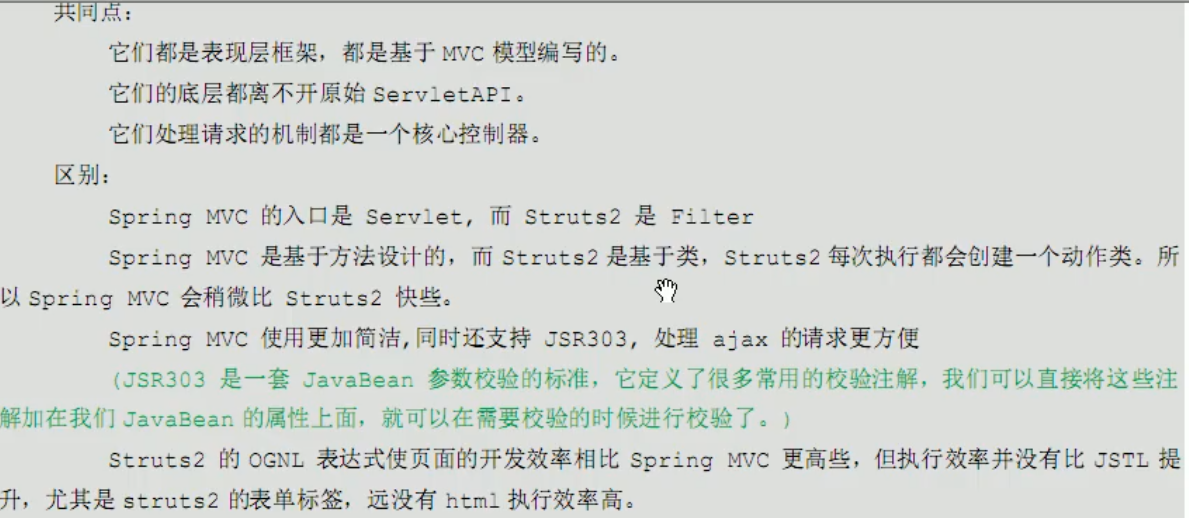 共同点：
它们都是表现层框架，都是基于 MVC 模型编写的。
它们的底层都离不开原始 ServletAPI。
它们处理请求的机制都是一个核心控制器。
区别：
Spring MVC 的入口是 Servlet, 而 Struts2 是 Filter
Spring MVC 是基于方法设计的，而 Struts2 是基于类，Struts2 每次执行都会创建一个动作类。所
以 Spring MVC 会稍微比 Struts2 快些。
Spring MVC 使用更加简洁,同时还支持 JSR303, 处理 ajax 的请求更方便
(JSR303 是一套 JavaBean 参数校验的标准，它定义了很多常用的校验注解，我们可以直接将这些注
解加在我们 JavaBean 的属性上面，就可以在需要校验的时候进行校验了。)
Struts2 的 OGNL 表达式使页面的开发效率相比 Spring MVC 更高些，但执行效率并没有比 JSTL 提
升，尤其是 struts2 的表单标签，远没有 html 执行效率高。